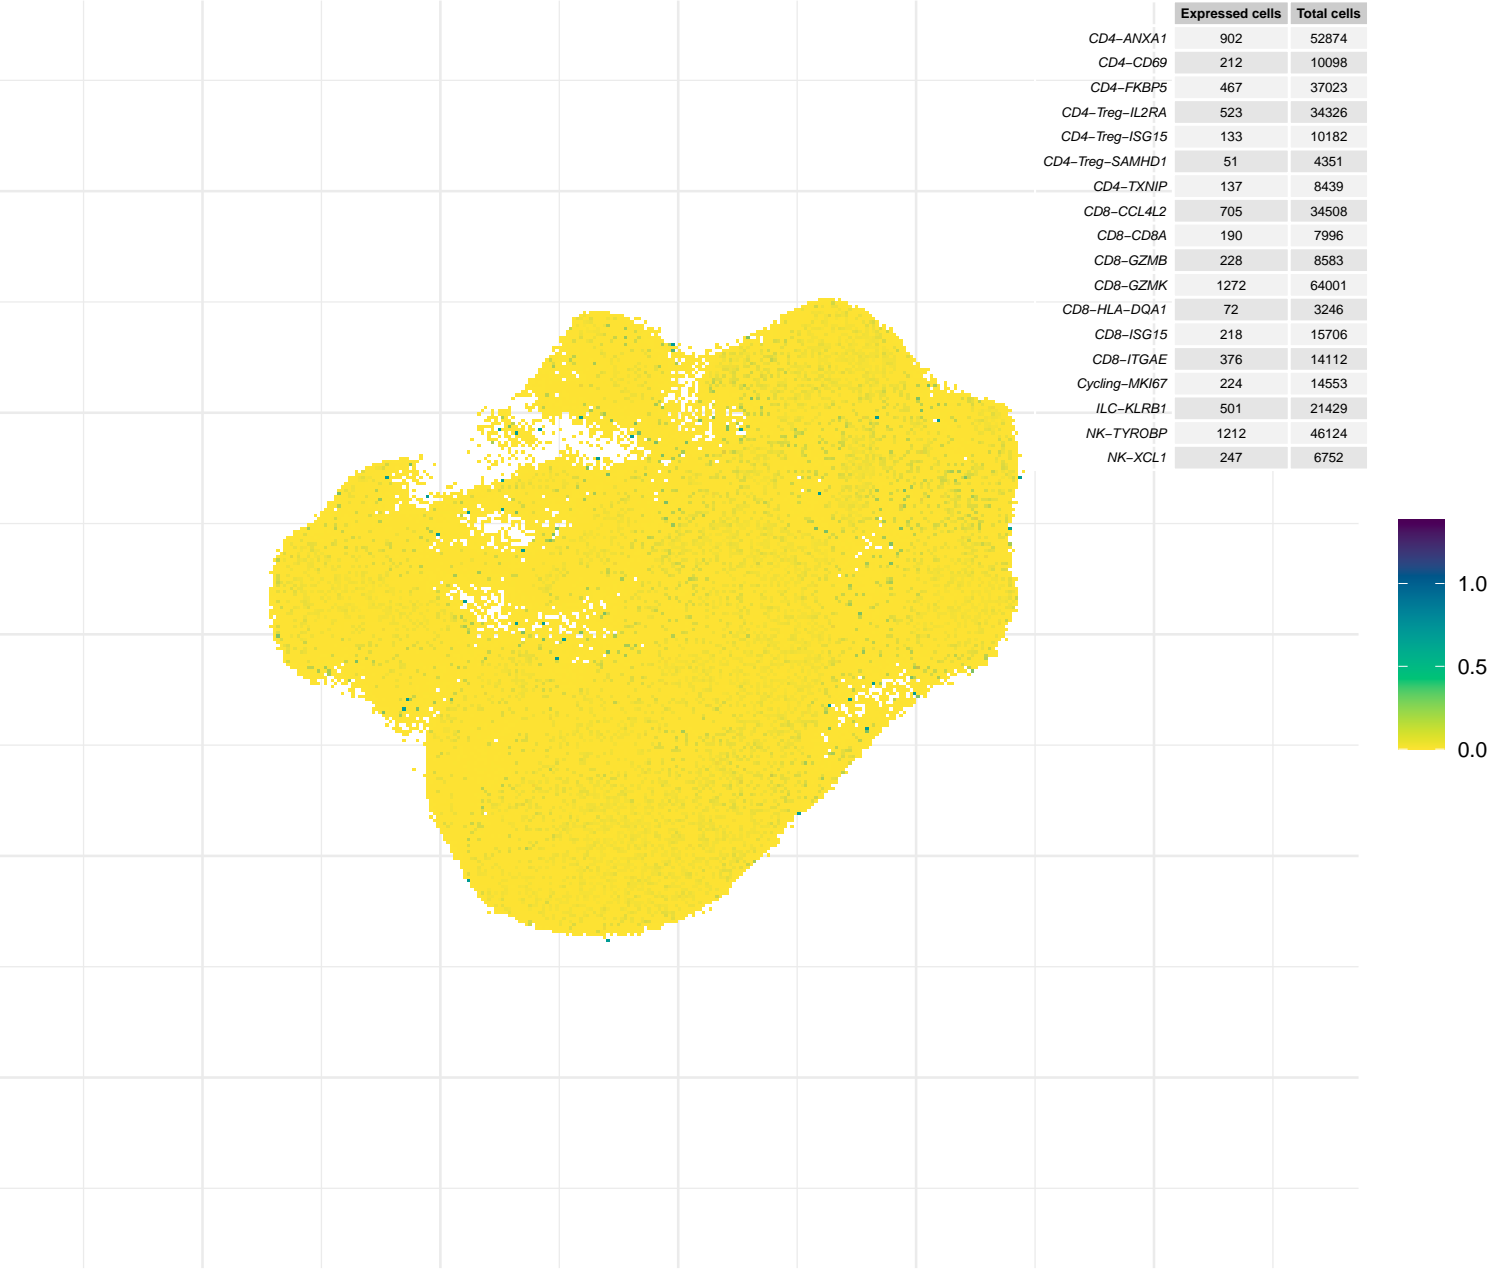 Expressed cells Total cells
CD4−ANXA1 902 52874
CD4−CD69 212 10098
CD4−FKBP5 467 37023
CD4−Treg−IL2RA 523 34326
CD4−Treg−ISG15 133 10182
CD4−Treg−SAMHD1 51 4351
CD4−TXNIP 137 8439
CD8−CCL4L2 705 34508
CD8−CD8A 190 7996
CD8−GZMB 228 8583
CD8−GZMK 1272 64001
CD8−HLA−DQA1 72 3246
CD8−ISG15 218 15706
CD8−ITGAE 376 14112
Cycling−MKI67 224 14553
ILC−KLRB1 501 21429
NK−TYROBP 1212 46124
NK−XCL1 247 6752
1.0
0.5
0.0